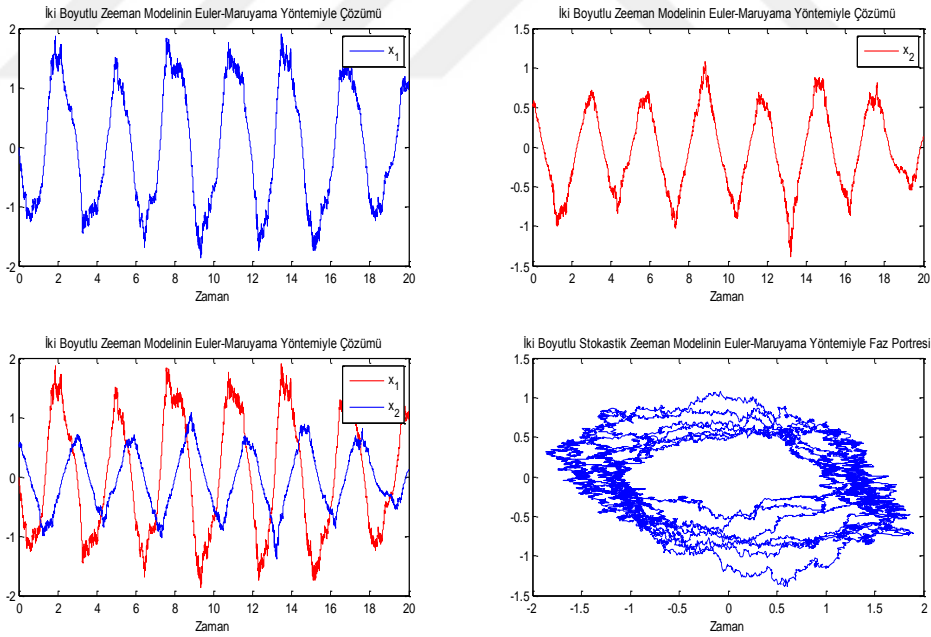 İki Boyutlu Zeeman Modelinin Euler-Maruyama Yöntemiyle Çözümü
2
1
0
-1
-2
0 2 4 6 8 10 12 14 16 18 20
Zaman
x1
İki Boyutlu Zeeman Modelinin Euler-Maruyama Yöntemiyle Çözümü
1.5
1
0.5
0
-0.5
-1
-1.5
0 2 4 6 8 10 12 14 16 18 20
Zaman
x2
İki Boyutlu Zeeman Modelinin Euler-Maruyama Yöntemiyle Çözümü
2
1
0
-1
-2
0 2 4 6 8 10 12 14 16 18 20
Zaman
x1
x2
İki Boyutlu Stokastik Zeeman Modelinin Euler-Maruyama Yöntemiyle Faz Portresi
1.5
1
0.5
0
-0.5
-1
-1.5
-2 -1.5 -1 -0.5 0 0.5 1 1.5 2
Zaman